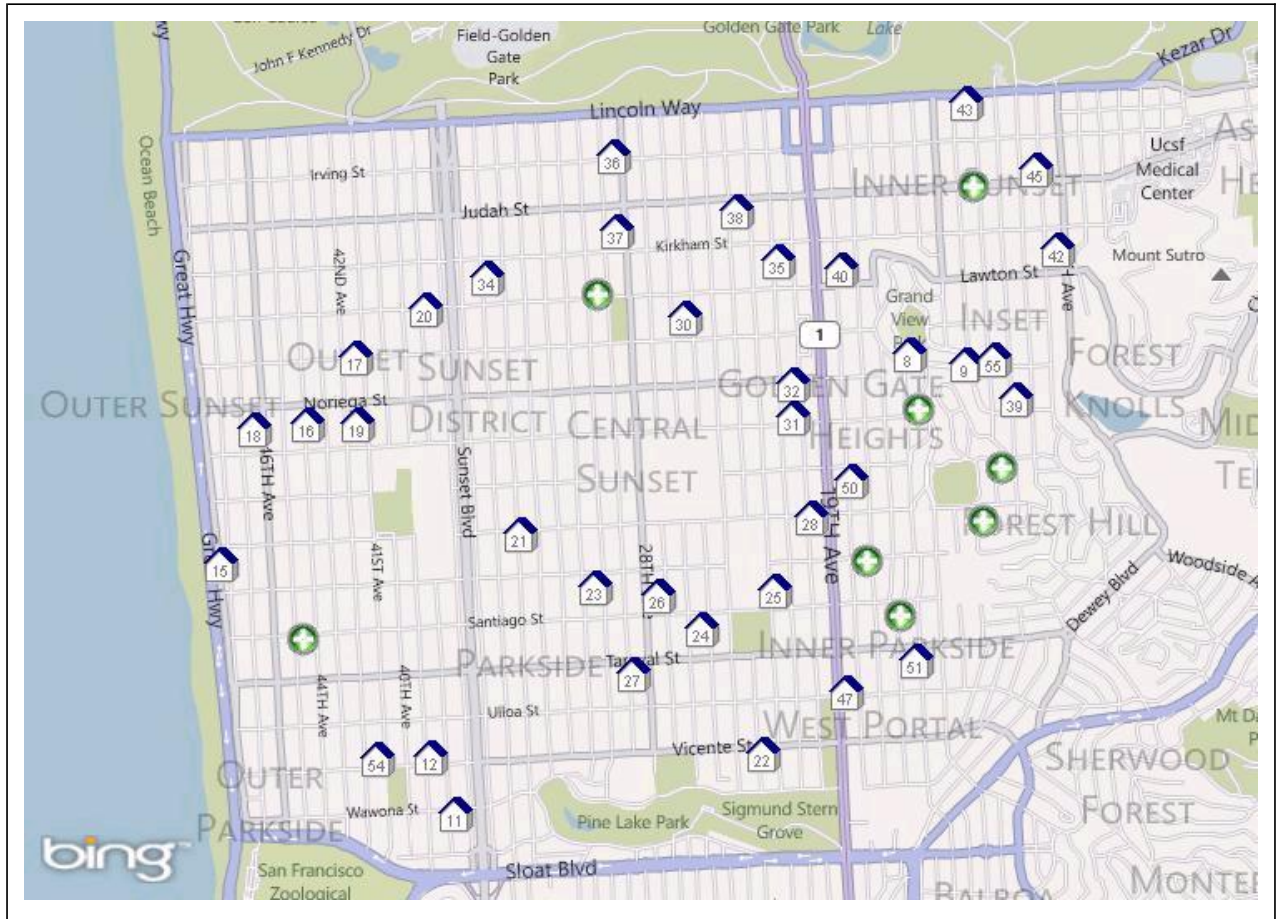 John F Kennedy Dr
Field-Golden
Gate
Park
Golden Gate Park
Lake
Kezar Dr
Lincoln Way
43
Ocean Beach
Irving St
36
45
Ucsf
Medical
Center
INNER SUNSET
Judah St
38
37
Kirkham St
Great Hwy
42ND Ave
34
35
40
42
Lawton St
Mount Sutro
20
30
Grand
View
1
INSET
17
8
9
55
FOREST
SUNSET
GOLDEN GATE
32
39
KNOLLS
OUTER SUNSET
Noriega St
DISTRICT
CENTRAL
18
16
19
31
HEIGHTS
SUNSET
46TH Ave
Sunset Blvd
50
28
FOREST HILL
19TH Ave
21
15
Hwy
41ST Ave
28TH
Woodside
Dewey Blvd
23
26
25
Santiago St
24
PARKSIDE
Taraval St
INNER PARKSIDE
27
51
44TH Ave
40TH Ave
47
Ulloa St
WEST PORTAL
Vicente St
22
54
12
OUTER
PARKSIDE
SHERWOOD
FOREST
Wawona St
11
Pine Lake Park
Sigmund Stern
Grove
bing
San Francisco
Zoological
Sloat Blvd